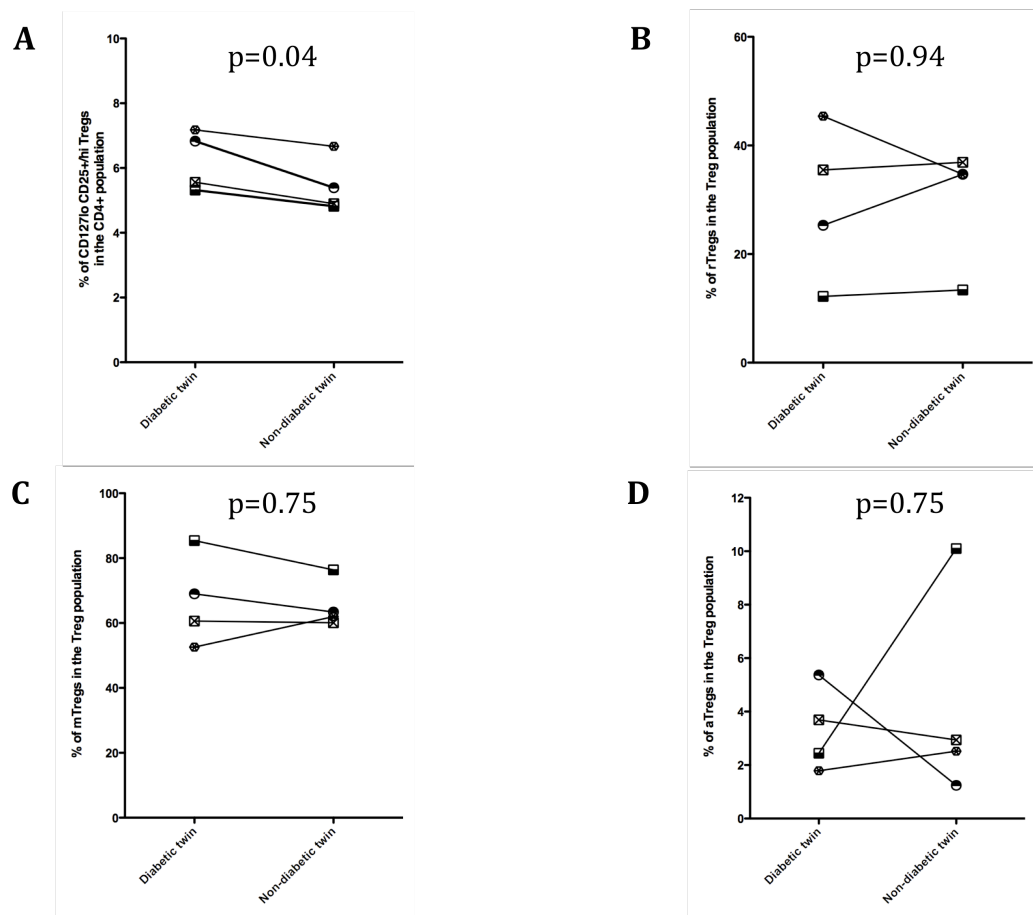 A
p=0.04
10
8
6
4
2
0
% of CD127lo CD25+/hi Tregs
in the CD4+ population
Diabetic twin
Non-diabetic twin
B
p=0.94
60
40
20
0
% of rTregs in the Treg population
Diabetic twin
Non-diabetic twin
C
p=0.75
100
80
60
40
20
0
% of mTregs in the Treg population
Diabetic twin
Non-diabetic twin
D
p=0.75
12
10
8
6
4
2
0
% of aTregs in the Treg population
Diabetic twin
Non-diabetic twin